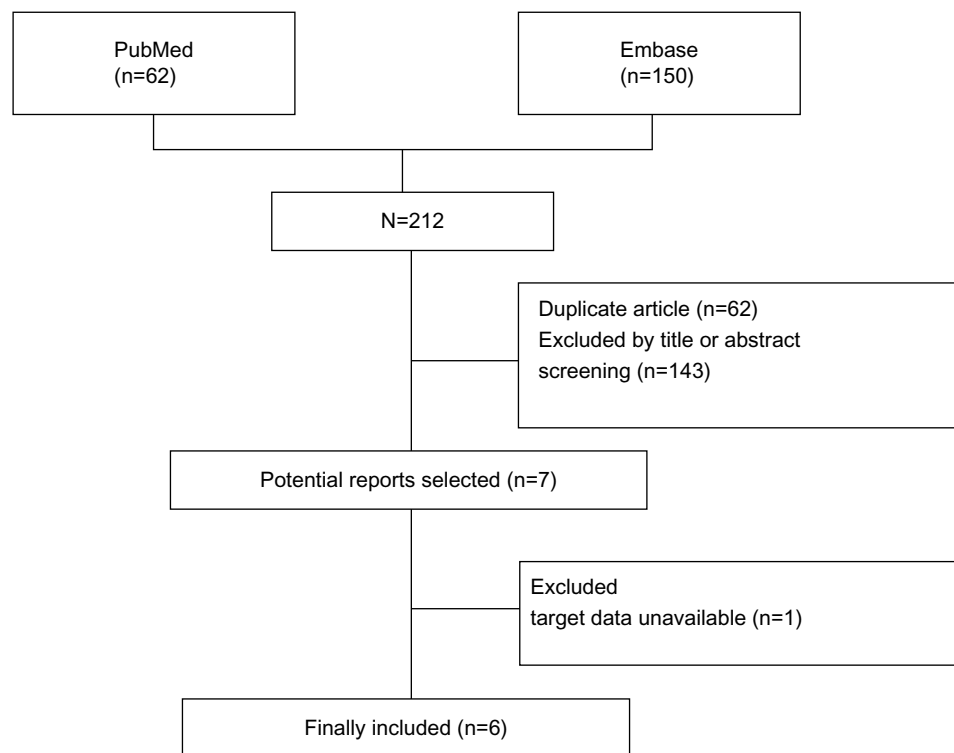 PubMed
(n=62)
Embase
(n=150)
N=212
Duplicate article (n=62)
Excluded by title or abstract
screening (n=143)
Potential reports selected (n=7)
Excluded
target data unavailable (n=1)
Finally included (n=6)